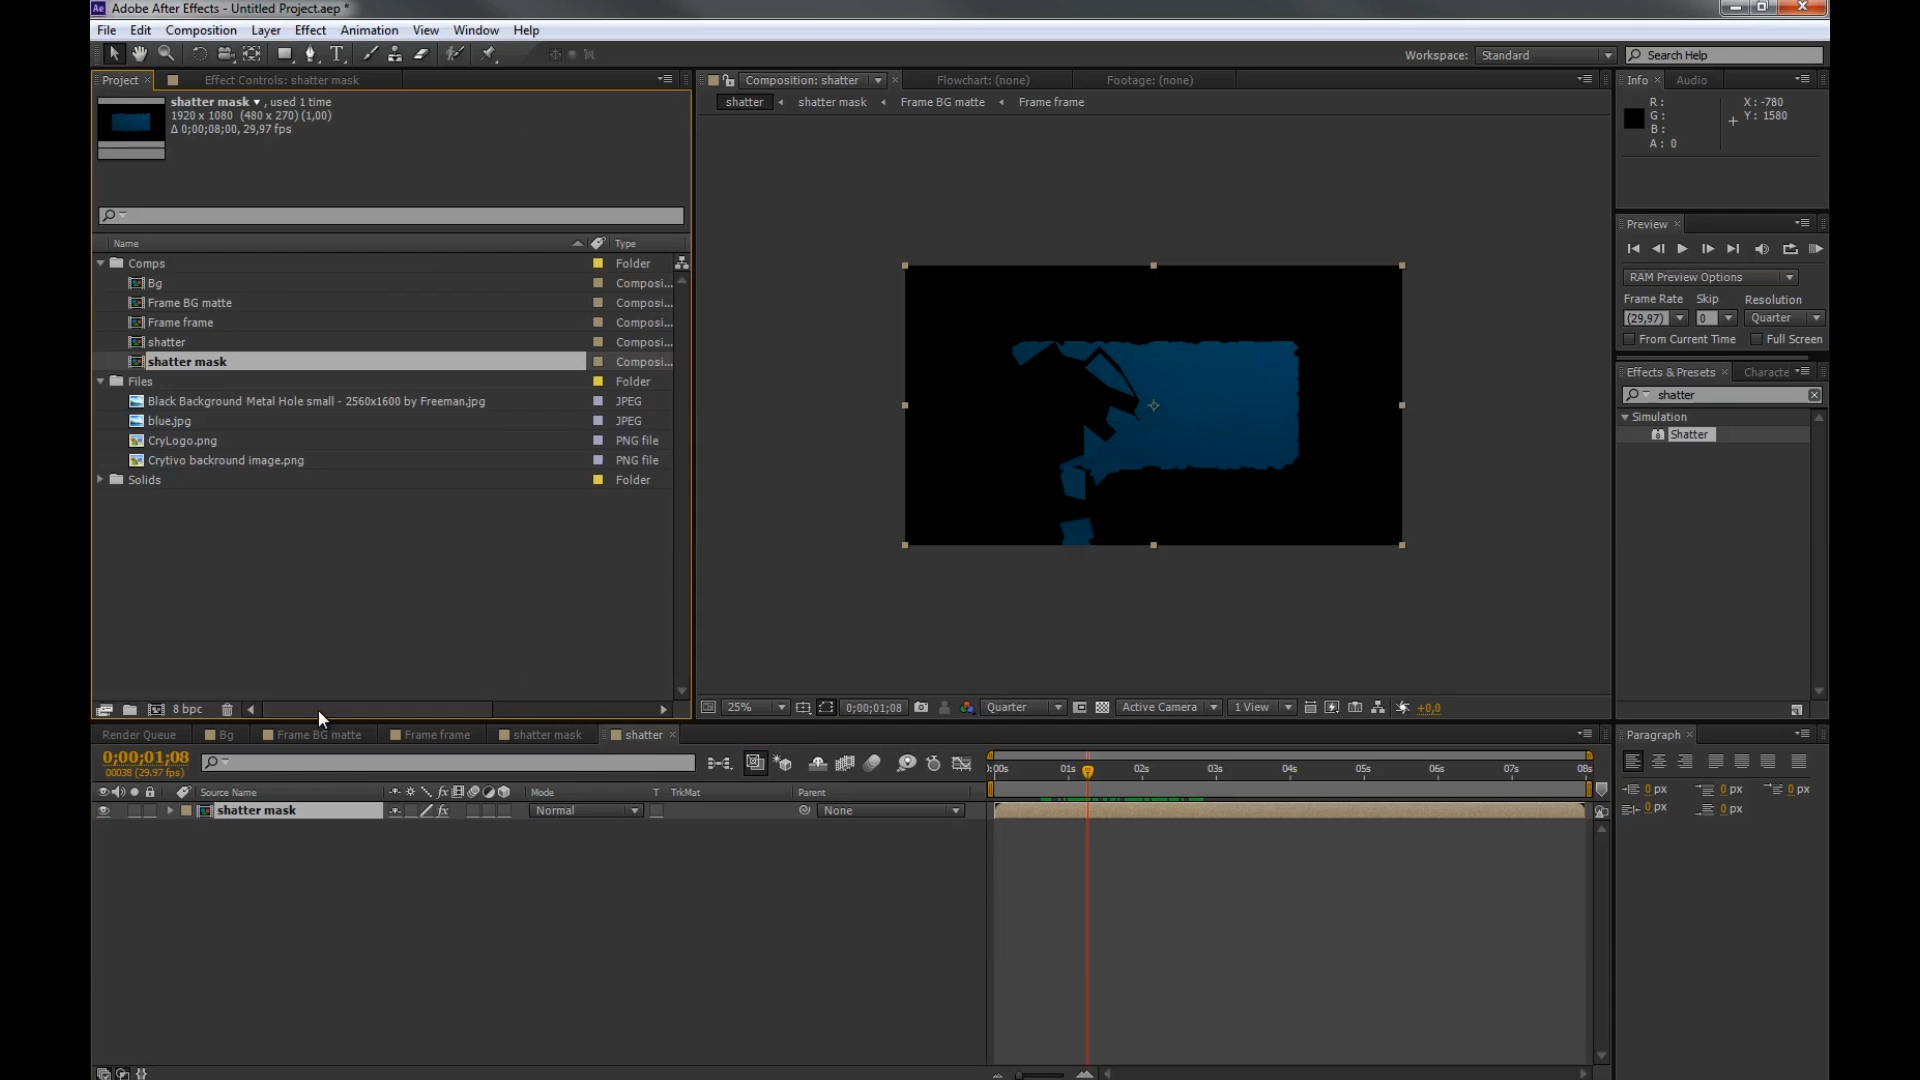 Adobe After Effects - Untitled Project.aep *
File Edit Composition Layer Effect Animation View Window Help
Workspace: Standard Search Help
Project Effect Controls: shatter mask
Composition: shatter Flowchart: (none) Footage: (none)
Info Audio
shatter mask , used 1 time
1920 x 1080 (480 x 270) (1,00)
Δ 0;00;08;00, 29,97 fps
shatter shatter mask Frame BG matte Frame frame
R :
G :
B :
A : 0
X : -780
Y : 1580
Name Type
Comps Folder
Bg Composi...
Frame BG matte Composi...
Frame frame Composi...
shatter Composi...
shatter mask Composi...
Files Folder
Black Background Metal Hole small - 2560x1600 by Freeman.jpg JPEG
blue.jpg JPEG
CryLogo.png PNG file
Crytivo backround image.png PNG file
Solids Folder
8 bpc
25% 0;00;01;08 Quarter Active Camera 1 View +0,0
Preview
RAM Preview Options
Frame Rate Skip Resolution
(29,97) 0 Quarter
From Current Time Full Screen
Effects & Presets Characte
shatter
Simulation
Shatter
Render Queue Bg Frame BG matte Frame frame shatter mask shatter
0;00;01;08
00038 (29.97 fps)
):00s 01s 02s 03s 04s 05s 06s 07s 08s
Source Name Mode T TrkMat Parent
shatter mask Normal None
Paragraph
0 px 0 px 0 px
0 px 0 px